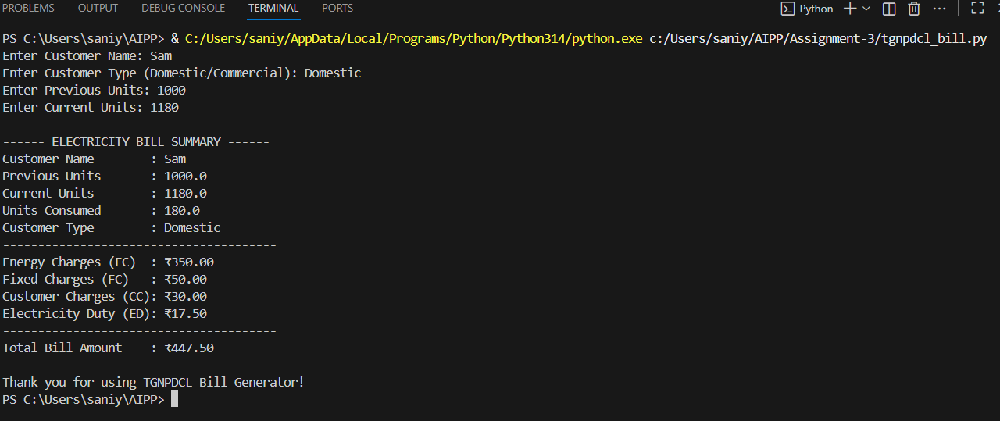 PROBLEMS OUTPUT DEBUG CONSOLE TERMINAL PORTS Python
PS C:\Users\saniy\AIPP> & C:/Users/saniy/AppData/Local/Programs/Python/Python314/python.exe c:/Users/saniy/AIPP/Assignment-3/tgnpdcl_bill.py
Enter Customer Name: Sam
Enter Customer Type (Domestic/Commercial): Domestic
Enter Previous Units: 1000
Enter Current Units: 1180
------ ELECTRICITY BILL SUMMARY ------
Customer Name        : Sam
Previous Units       : 1000.0
Current Units        : 1180.0
Units Consumed       : 180.0
Customer Type        : Domestic
---------------------------------------
Energy Charges (EC)  : ₹350.00
Fixed Charges (FC)   : ₹50.00
Customer Charges (CC): ₹30.00
Electricity Duty (ED): ₹17.50
---------------------------------------
Total Bill Amount    : ₹447.50
---------------------------------------
Thank you for using TGNPDCL Bill Generator!
PS C:\Users\saniy\AIPP>